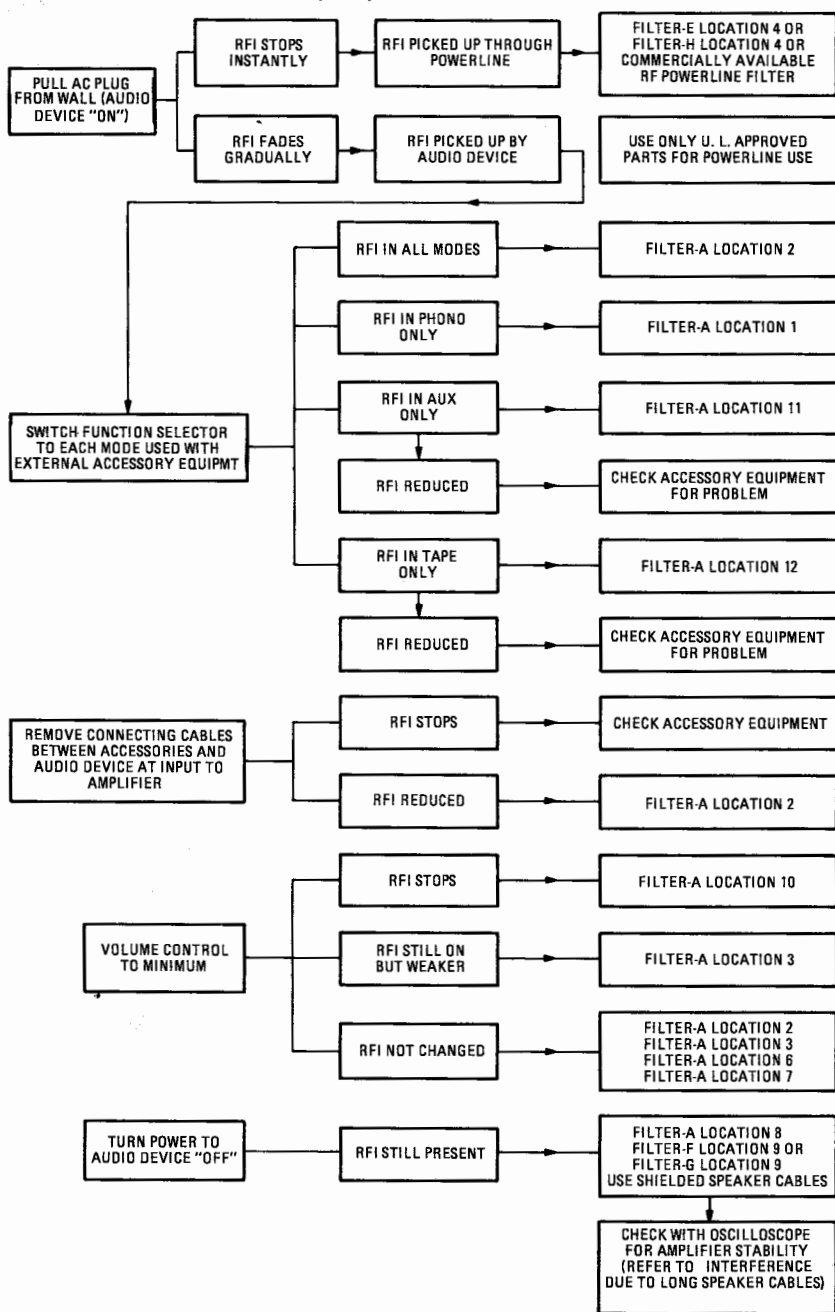 PULL AC PLUG
FROM WALL (AUDIO
DEVICE "ON")
RFI STOPS
INSTANTLY
RFI PICKED UP THROUGH
POWERLINE
FILTER-E LOCATION 4 OR
FILTER-H LOCATION 4 OR
COMMERCIALLY AVAILABLE
RF POWERLINE FILTER
RFI FADES
GRADUALLY
RFI PICKED UP BY
AUDIO DEVICE
USE ONLY U. L. APPROVED
PARTS FOR POWERLINE USE
SWITCH FUNCTION SELECTOR
TO EACH MODE USED WITH
EXTERNAL ACCESSORY EQUIPMT
RFI IN ALL MODES
FILTER-A LOCATION 2
RFI IN PHONO
ONLY
FILTER-A LOCATION 1
RFI IN AUX
ONLY
FILTER-A LOCATION 11
RFI REDUCED
CHECK ACCESSORY EQUIPMENT
FOR PROBLEM
RFI IN TAPE
ONLY
FILTER-A LOCATION 12
RFI REDUCED
CHECK ACCESSORY EQUIPMENT
FOR PROBLEM
REMOVE CONNECTING CABLES
BETWEEN ACCESSORIES AND
AUDIO DEVICE AT INPUT TO
AMPLIFIER
RFI STOPS
CHECK ACCESSORY EQUIPMENT
RFI REDUCED
FILTER-A LOCATION 2
VOLUME CONTROL
TO MINIMUM
RFI STOPS
FILTER-A LOCATION 10
RFI STILL ON
BUT WEAKER
FILTER-A LOCATION 3
RFI NOT CHANGED
FILTER-A LOCATION 2
FILTER-A LOCATION 3
FILTER-A LOCATION 6
FILTER-A LOCATION 7
TURN POWER TO
AUDIO DEVICE "OFF"
RFI STILL PRESENT
FILTER-A LOCATION 8
FILTER-F LOCATION 9 OR
FILTER-G LOCATION 9
USE SHIELDED SPEAKER CABLES
CHECK WITH OSCILLOSCOPE
FOR AMPLIFIER STABILITY
(REFER TO INTERFERENCE
DUE TO LONG SPEAKER CABLES)